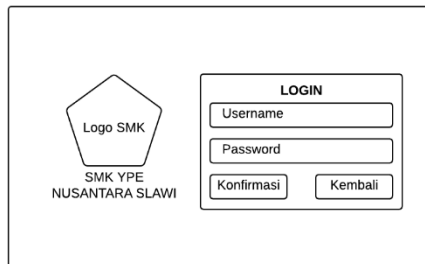 Logo SMK
SMK YPE
NUSANTARA SLAWI
LOGIN
Username
Password
Konfirmasi
Kembali